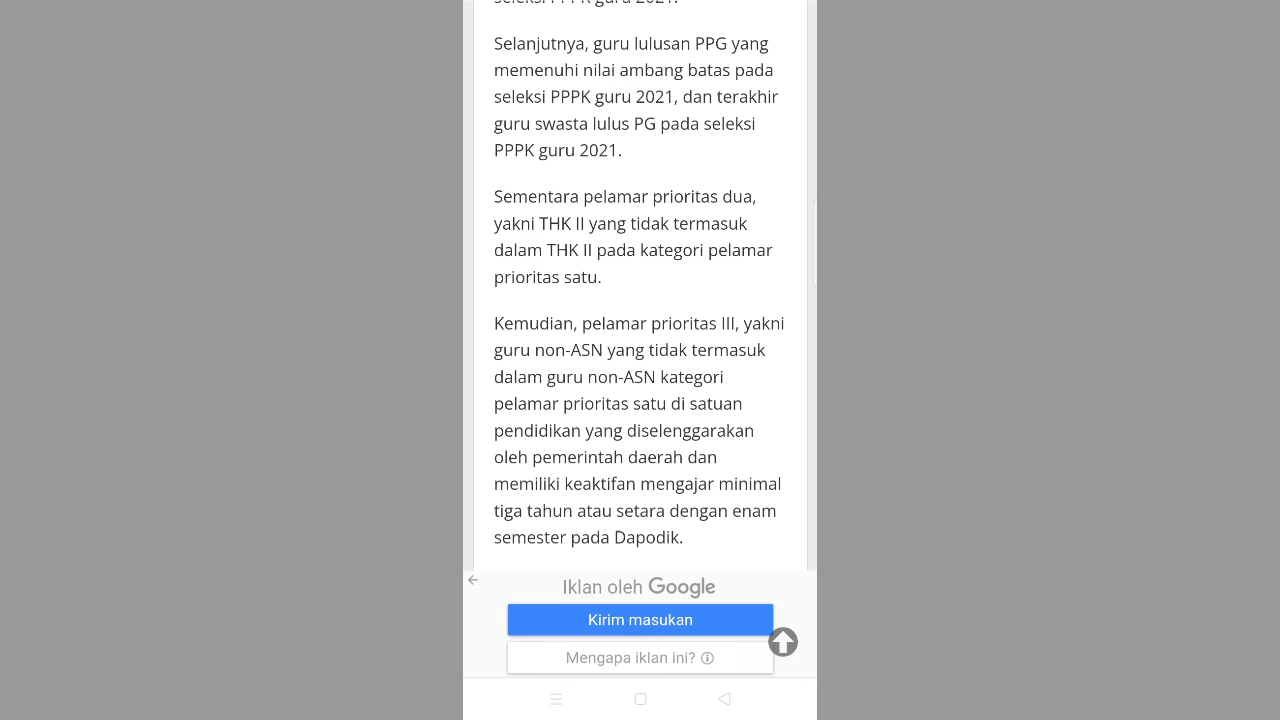 seleksi PPPK guru 2021.
Selanjutnya, guru lulusan PPG yang
memenuhi nilai ambang batas pada
seleksi PPPK guru 2021, dan terakhir
guru swasta lulus PG pada seleksi
PPPK guru 2021.
Sementara pelamar prioritas dua,
yakni THK II yang tidak termasuk
dalam THK II pada kategori pelamar
prioritas satu.
Kemudian, pelamar prioritas III, yakni
guru non-ASN yang tidak termasuk
dalam guru non-ASN kategori
pelamar prioritas satu di satuan
pendidikan yang diselenggarakan
oleh pemerintah daerah dan
memiliki keaktifan mengajar minimal
tiga tahun atau setara dengan enam
semester pada Dapodik.
Iklan oleh Google
Kirim masukan
Mengapa iklan ini?